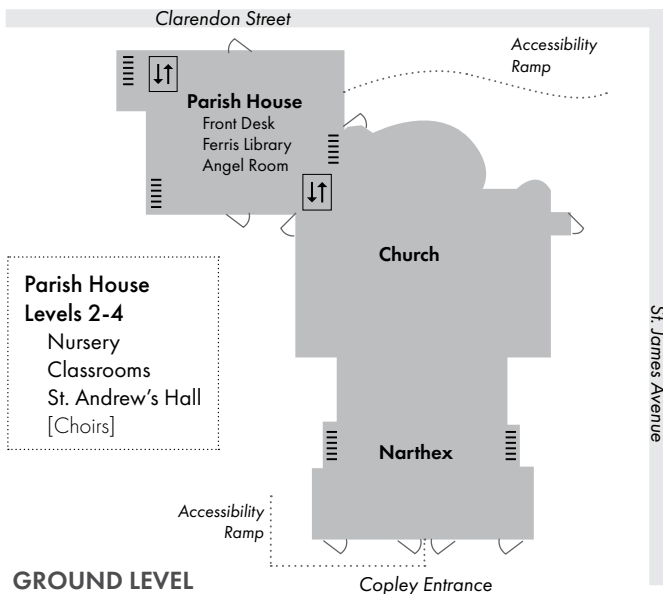 Clarendon Street
Accessibility
Ramp
Parish House
Front Desk
Ferris Library
Angel Room
Church
Parish House
Levels 2-4
Nursery
Classrooms
St. Andrew's Hall
[Choirs]
St. James Avenue
Narthex
Accessibility
Ramp
GROUND LEVEL
Copley Entrance